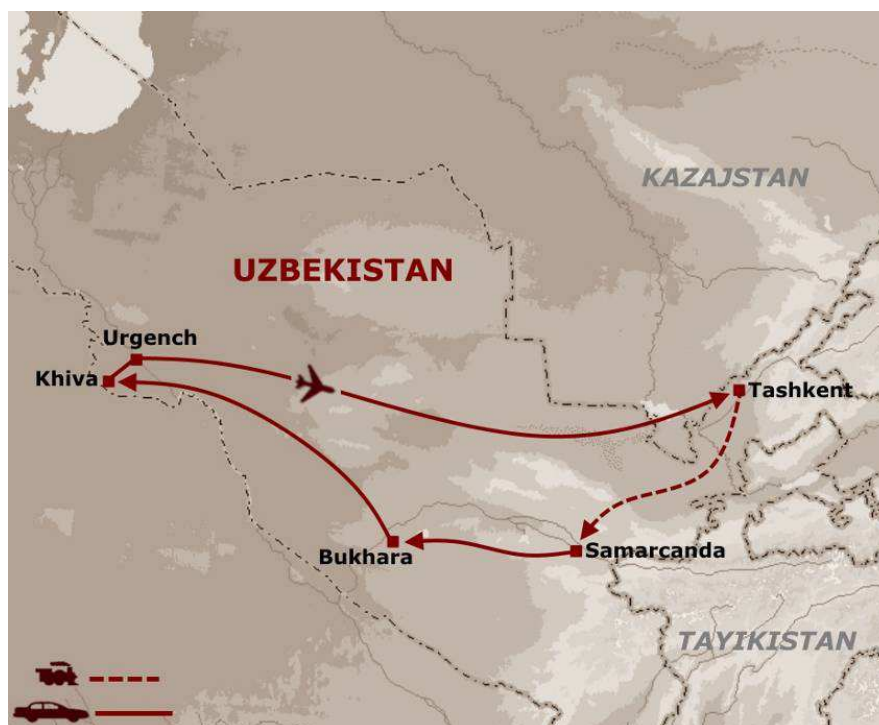 KAZAJSTAN
UZBEKISTAN
Urgench
Khiva
Tashkent
Bukhara
Samarcanda
TAYIKISTAN